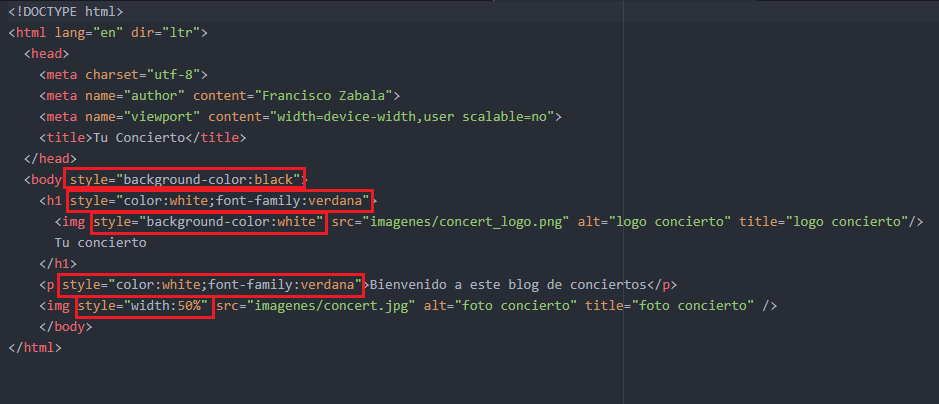 <!DOCTYPE html>
<html lang="en" dir="ltr">
<head>
<meta charset="utf-8">
<meta name="author" content="Francisco Zabala">
<meta name="viewport" content="width=device-width,user scalable=no">
<title>Tu Concierto</title>
</head>
<body style="background-color:black">
<h1 style="color:white;font-family:verdana">
<img style="background-color:white" src="imagenes/concert_logo.png" alt="logo concierto" title="logo concierto"/>
Tu concierto
</h1>
<p style="color:white;font-family:verdana">Bienvenido a este blog de conciertos</p>
<img style="width:50%" src="imagenes/concert.jpg" alt="foto concierto" title="foto concierto" />
</body>
</html>